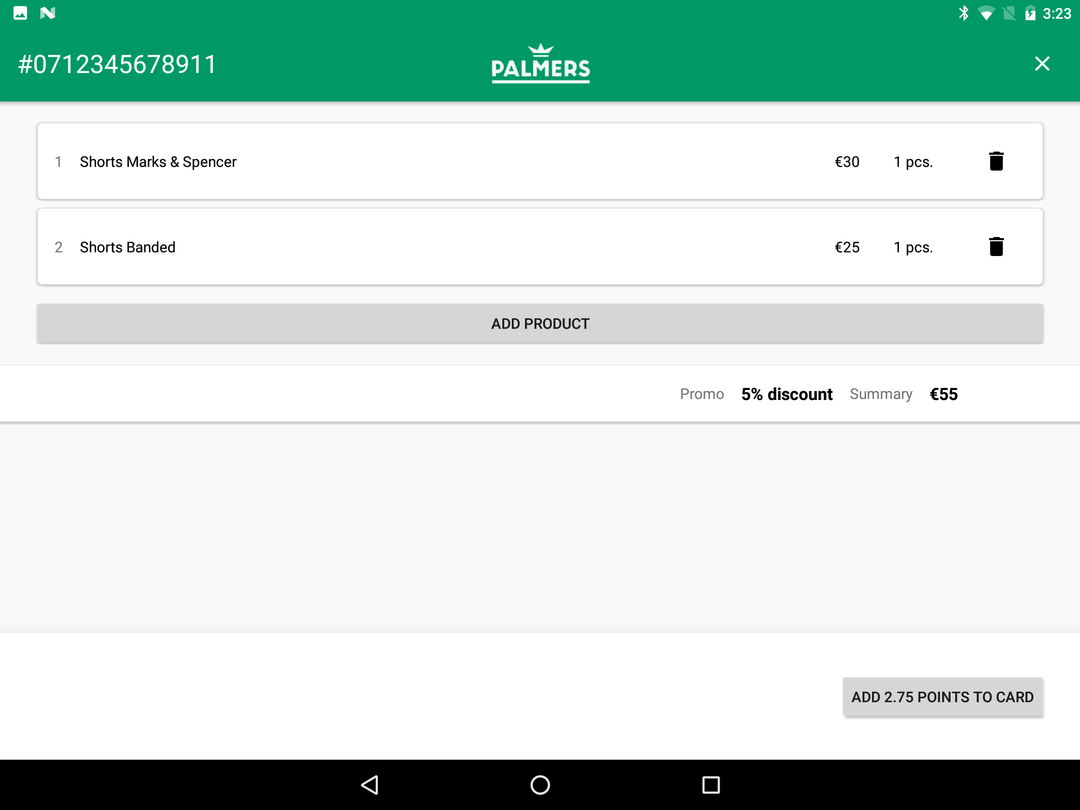 3:23
#0712345678911
PALMERS
1 Shorts Marks & Spencer €30 1 pcs.
2 Shorts Banded €25 1 pcs.
ADD PRODUCT
Promo 5% discount Summary €55
ADD 2.75 POINTS TO CARD